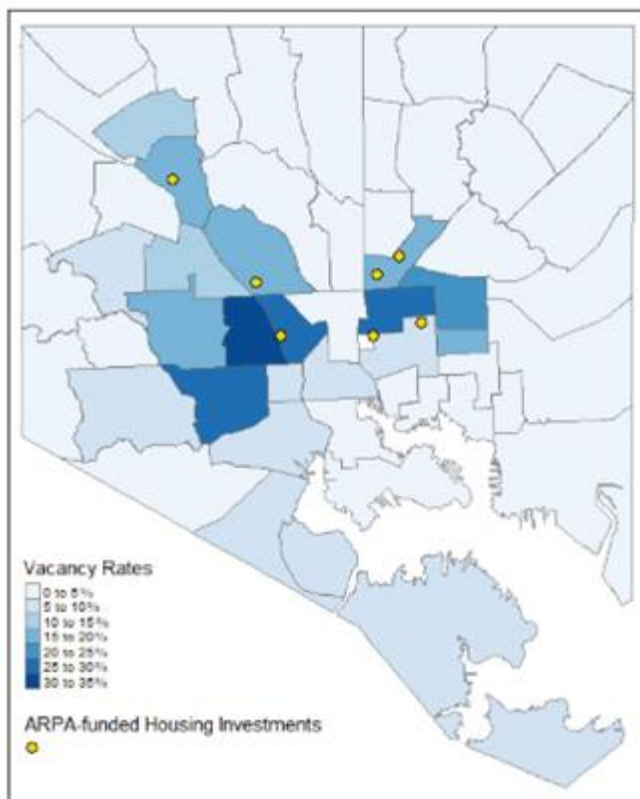 Vacancy Rates
0 to 5%
5 to 10%
10 to 15%
15 to 20%
20 to 25%
25 to 30%
30 to 35%
ARPA-funded Housing Investments